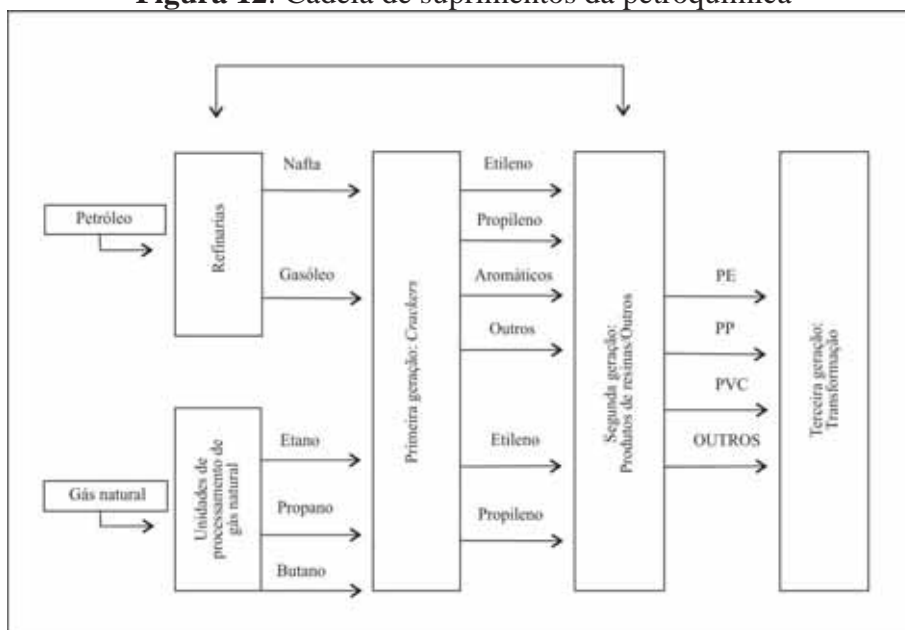 Figura 12: Cadeia de suprimentos da petroquímica
Petróleo
Refinarias
Nafta
Gasóleo
Gás natural
Unidades de
processamento de
gás natural
Etano
Propano
Butano
Primeira geração: Crackers
Etileno
Propileno
Aromáticos
Outros
Etileno
Propileno
Segunda geração:
Produtos de resinas/Outros
PE
PP
PVC
OUTROS
Terceira geração:
Transformação